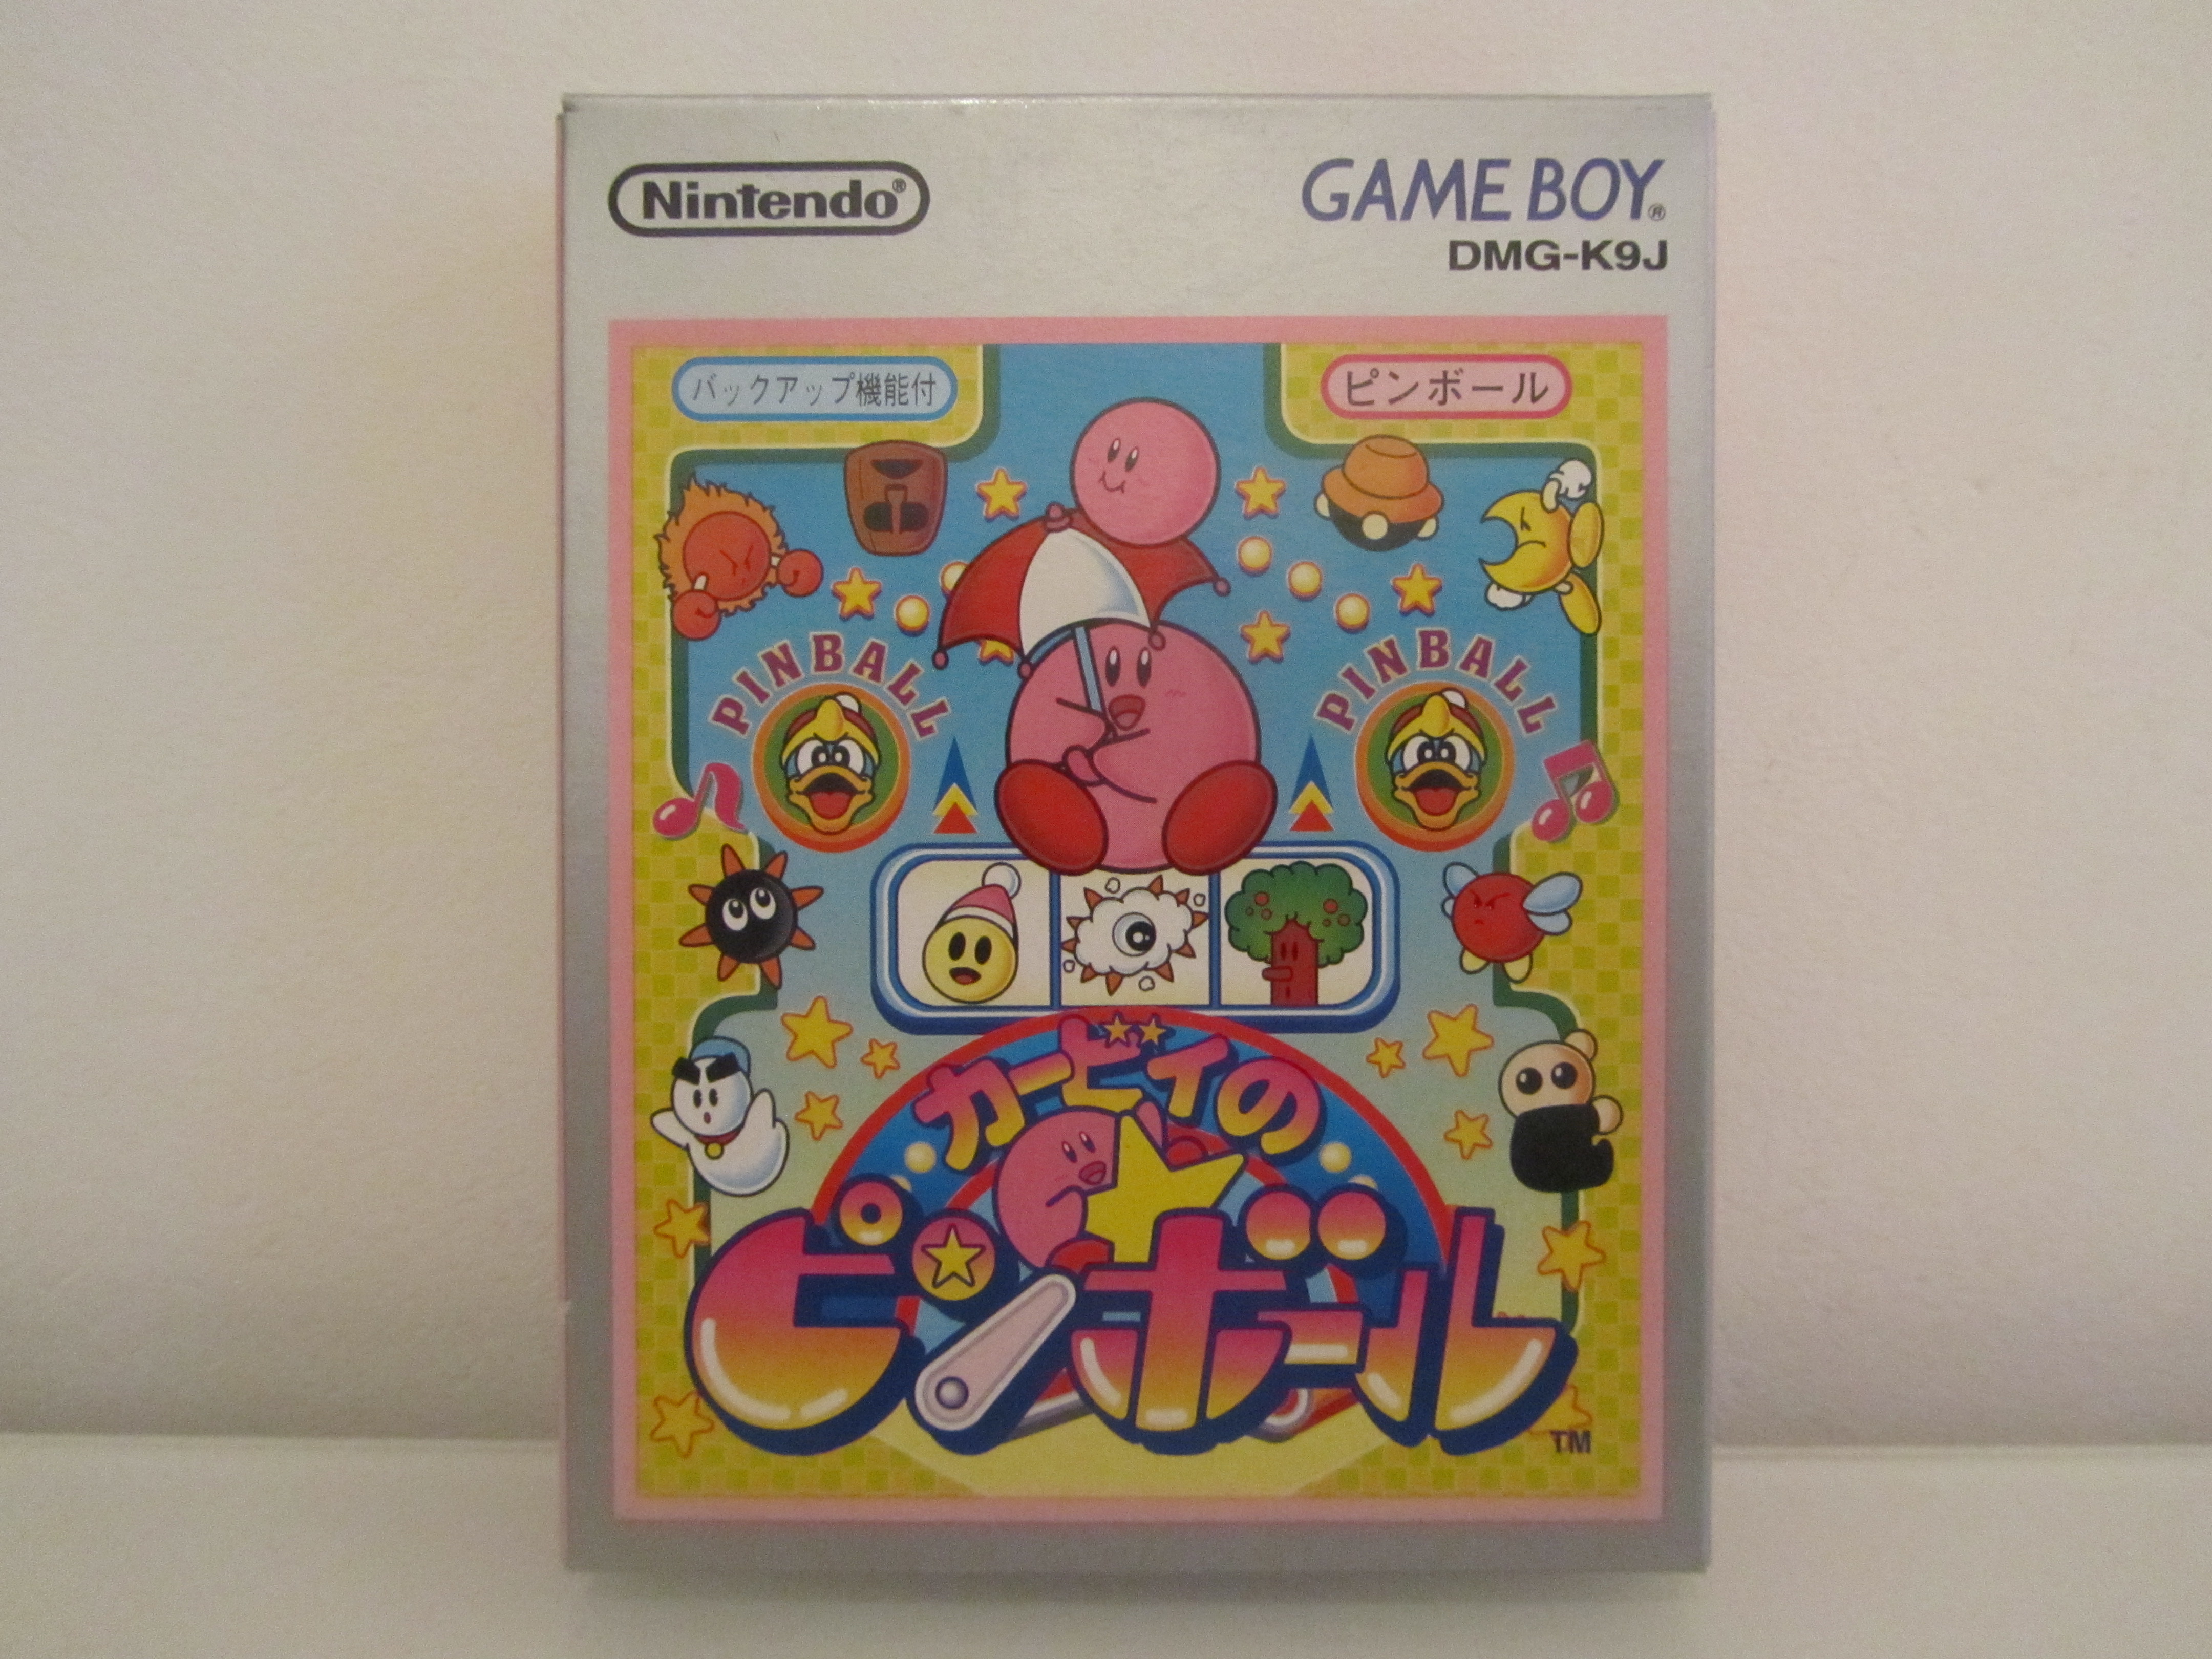 Nintendo®
GAME BOY®
DMG-K9J
バックアップ機能付
ピンボール
PINBALL
PINBALL
カービィの
ピンボール
TM